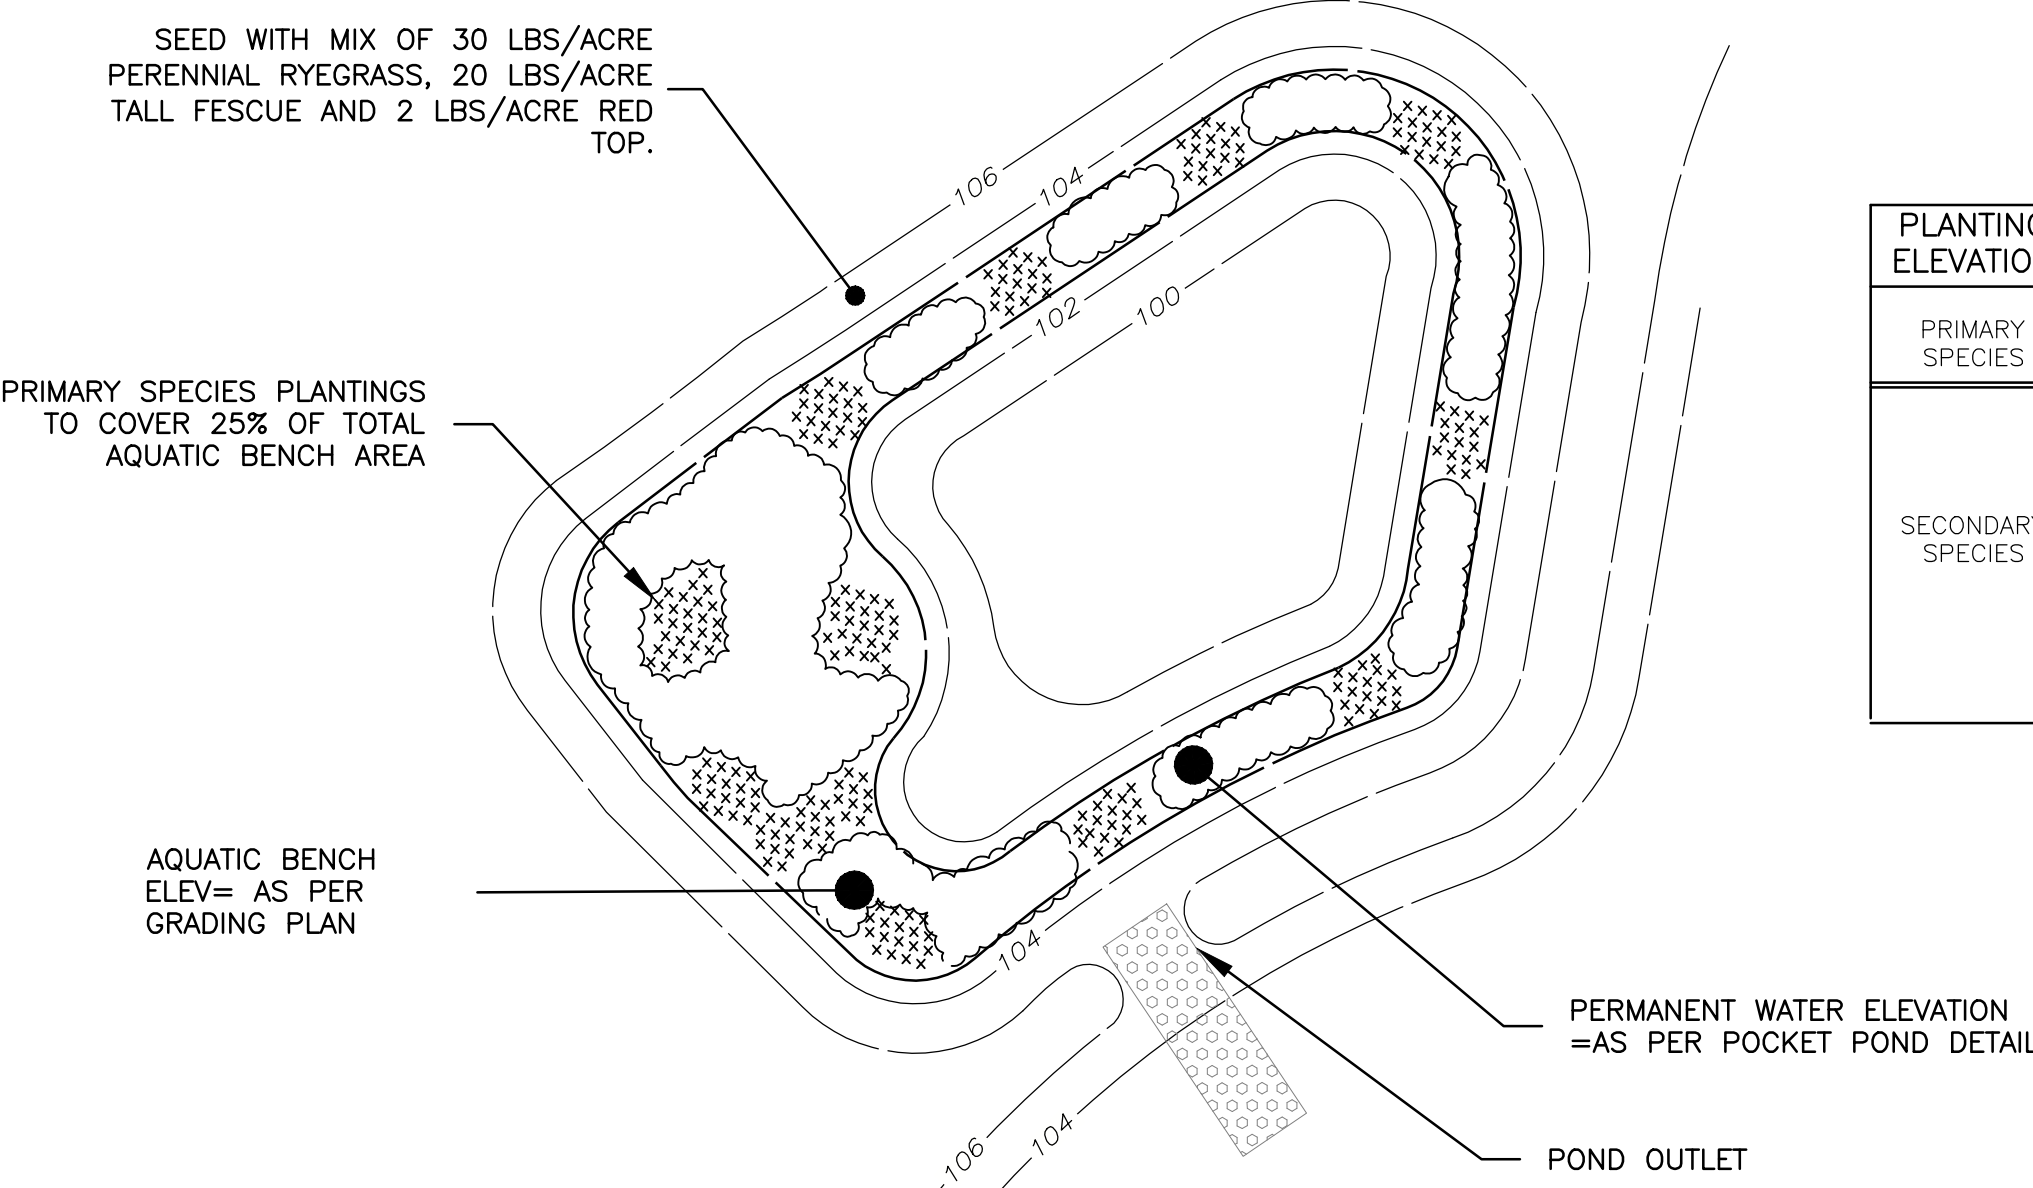 SEED WITH MIX OF 30 LBS/ACRE
PERENNIAL RYEGRASS, 20 LBS/ACRE
TALL FESCUE AND 2 LBS/ACRE RED
TOP.
106
104
102
100
PLANTING
ELEVATIO
PRIMARY
SPECIES
SECONDARY
SPECIES
PRIMARY SPECIES PLANTINGS
TO COVER 25% OF TOTAL
AQUATIC BENCH AREA
AQUATIC BENCH
ELEV= AS PER
GRADING PLAN
104
PERMANENT WATER ELEVATION
=AS PER POCKET POND DETAIL
106
104
POND OUTLET